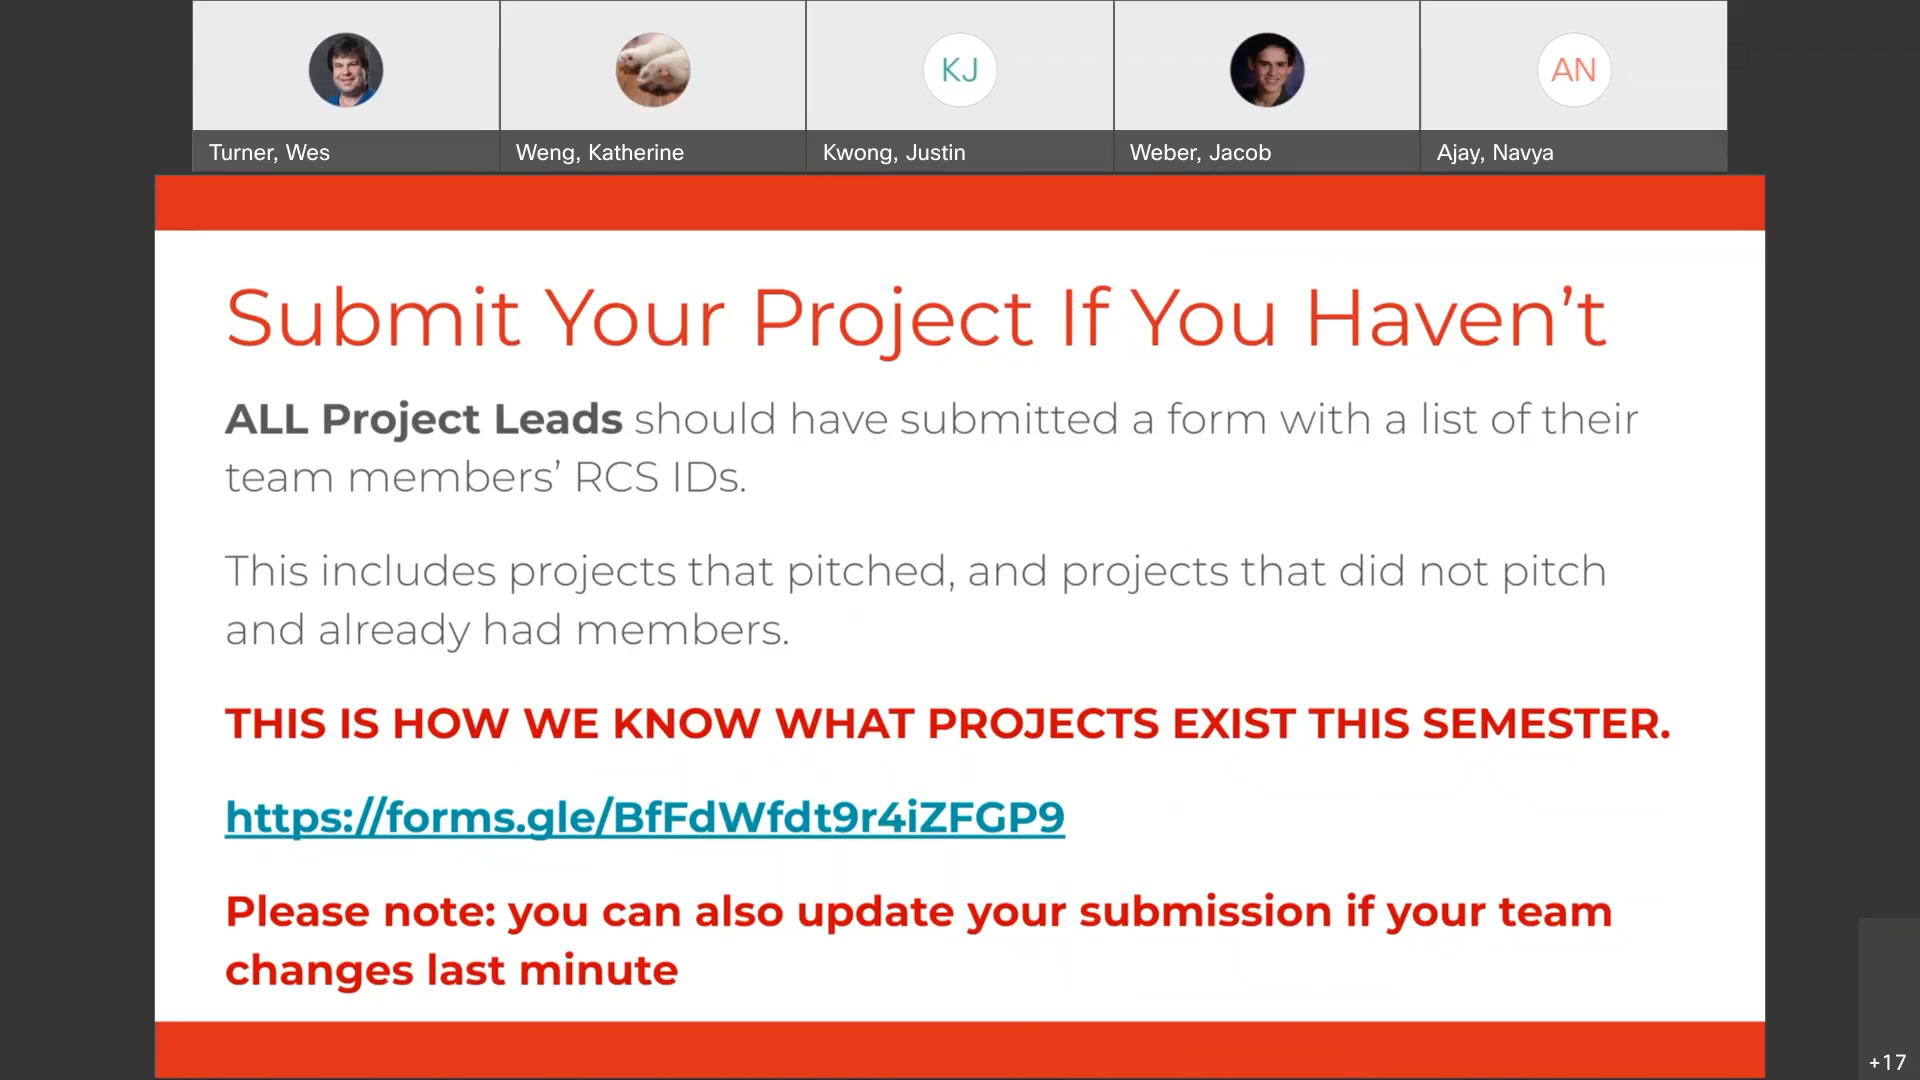 KJ
AN
Turner, Wes
Weng, Katherine
Kwong, Justin
Weber, Jacob
Ajay, Navya
Submit Your Project If You Haven’t
ALL Project Leads should have submitted a form with a list of their
team members’ RCS IDs.
This includes projects that pitched, and projects that did not pitch
and already had members.
THIS IS HOW WE KNOW WHAT PROJECTS EXIST THIS SEMESTER.
https://forms.gle/BfFdWfdt9r4iZFGP9
Please note: you can also update your submission if your team
changes last minute
+17